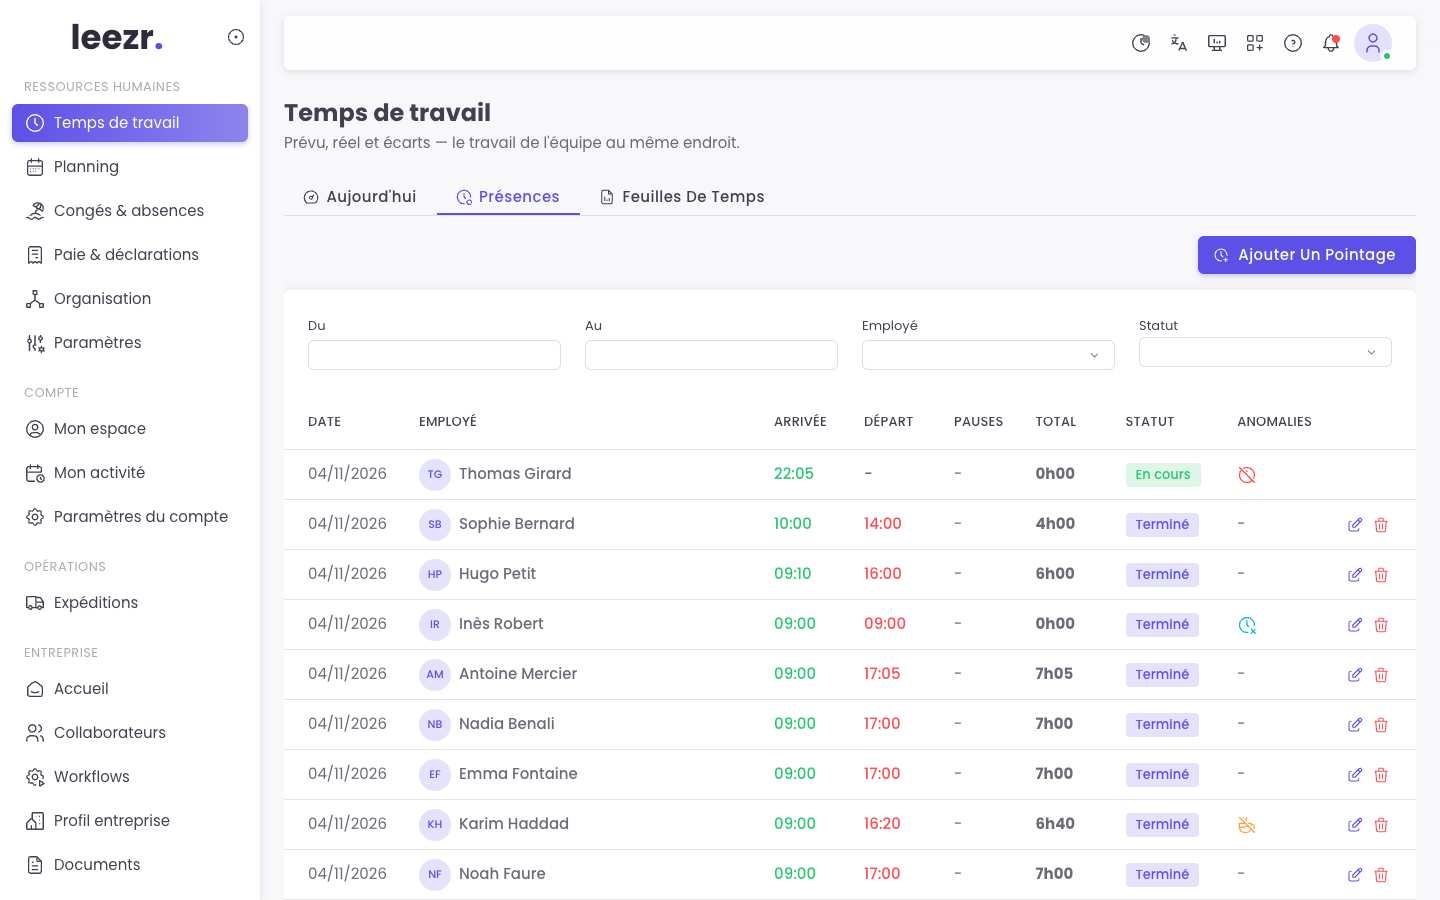 leezr.
RESSOURCES HUMAINES
Temps de travail
Planning
Congés & absences
Paie & déclarations
Organisation
Paramètres
COMPTE
Mon espace
Mon activité
Paramètres du compte
OPÉRATIONS
Expéditions
ENTREPRISE
Accueil
Collaborateurs
Workflows
Profil entreprise
Documents
Temps de travail
Prévu, réel et écarts — le travail de l'équipe au même endroit.
Aujourd'hui Présences Feuilles De Temps
Ajouter Un Pointage
Du Au Employé Statut
DATE EMPLOYÉ ARRIVÉE DÉPART PAUSES TOTAL STATUT ANOMALIES
04/11/2026 TG Thomas Girard 22:05 - - 0h00 En cours
04/11/2026 SB Sophie Bernard 10:00 14:00 - 4h00 Terminé -
04/11/2026 HP Hugo Petit 09:10 16:00 - 6h00 Terminé -
04/11/2026 IR Inès Robert 09:00 09:00 - 0h00 Terminé
04/11/2026 AM Antoine Mercier 09:00 17:05 - 7h05 Terminé -
04/11/2026 NB Nadia Benali 09:00 17:00 - 7h00 Terminé -
04/11/2026 EF Emma Fontaine 09:00 17:00 - 7h00 Terminé -
04/11/2026 KH Karim Haddad 09:00 16:20 - 6h40 Terminé
04/11/2026 NF Noah Faure 09:00 17:00 - 7h00 Terminé -